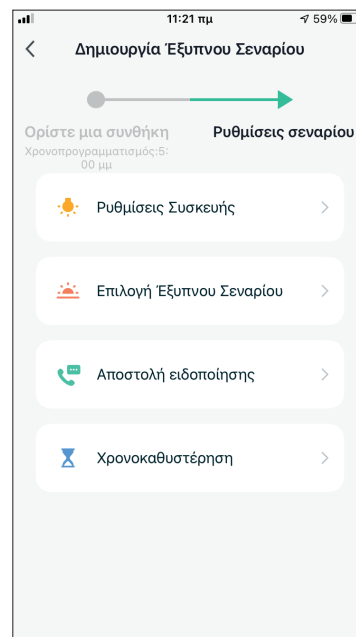 11:21 πμ
59%
Δημιουργία Έξυπνου Σεναρίου
Ορίστε μια συνθήκη
Ρυθμίσεις σεναρίου
Χρονοπρογραμματισμός:5:
00 μμ
Ρυθμίσεις Συσκευής
Επιλογή Έξυπνου Σεναρίου
Αποστολή ειδοποίησης
Χρονοκαθυστέρηση